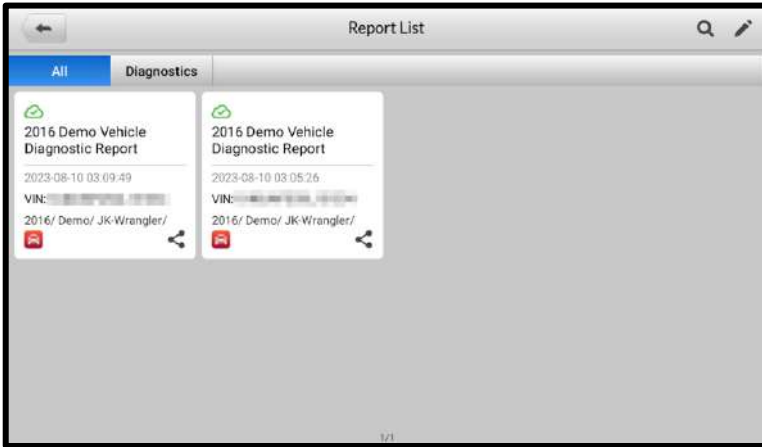 Report List
All
Diagnostics
2016 Demo Vehicle
Diagnostic Report
2023-08-10 03:09:49
VIN:
2016/ Demo/ JK-Wrangler/
2016 Demo Vehicle
Diagnostic Report
2023-08-10 03:05:26
VIN:
2016/ Demo/ JK-Wrangler/
1/1